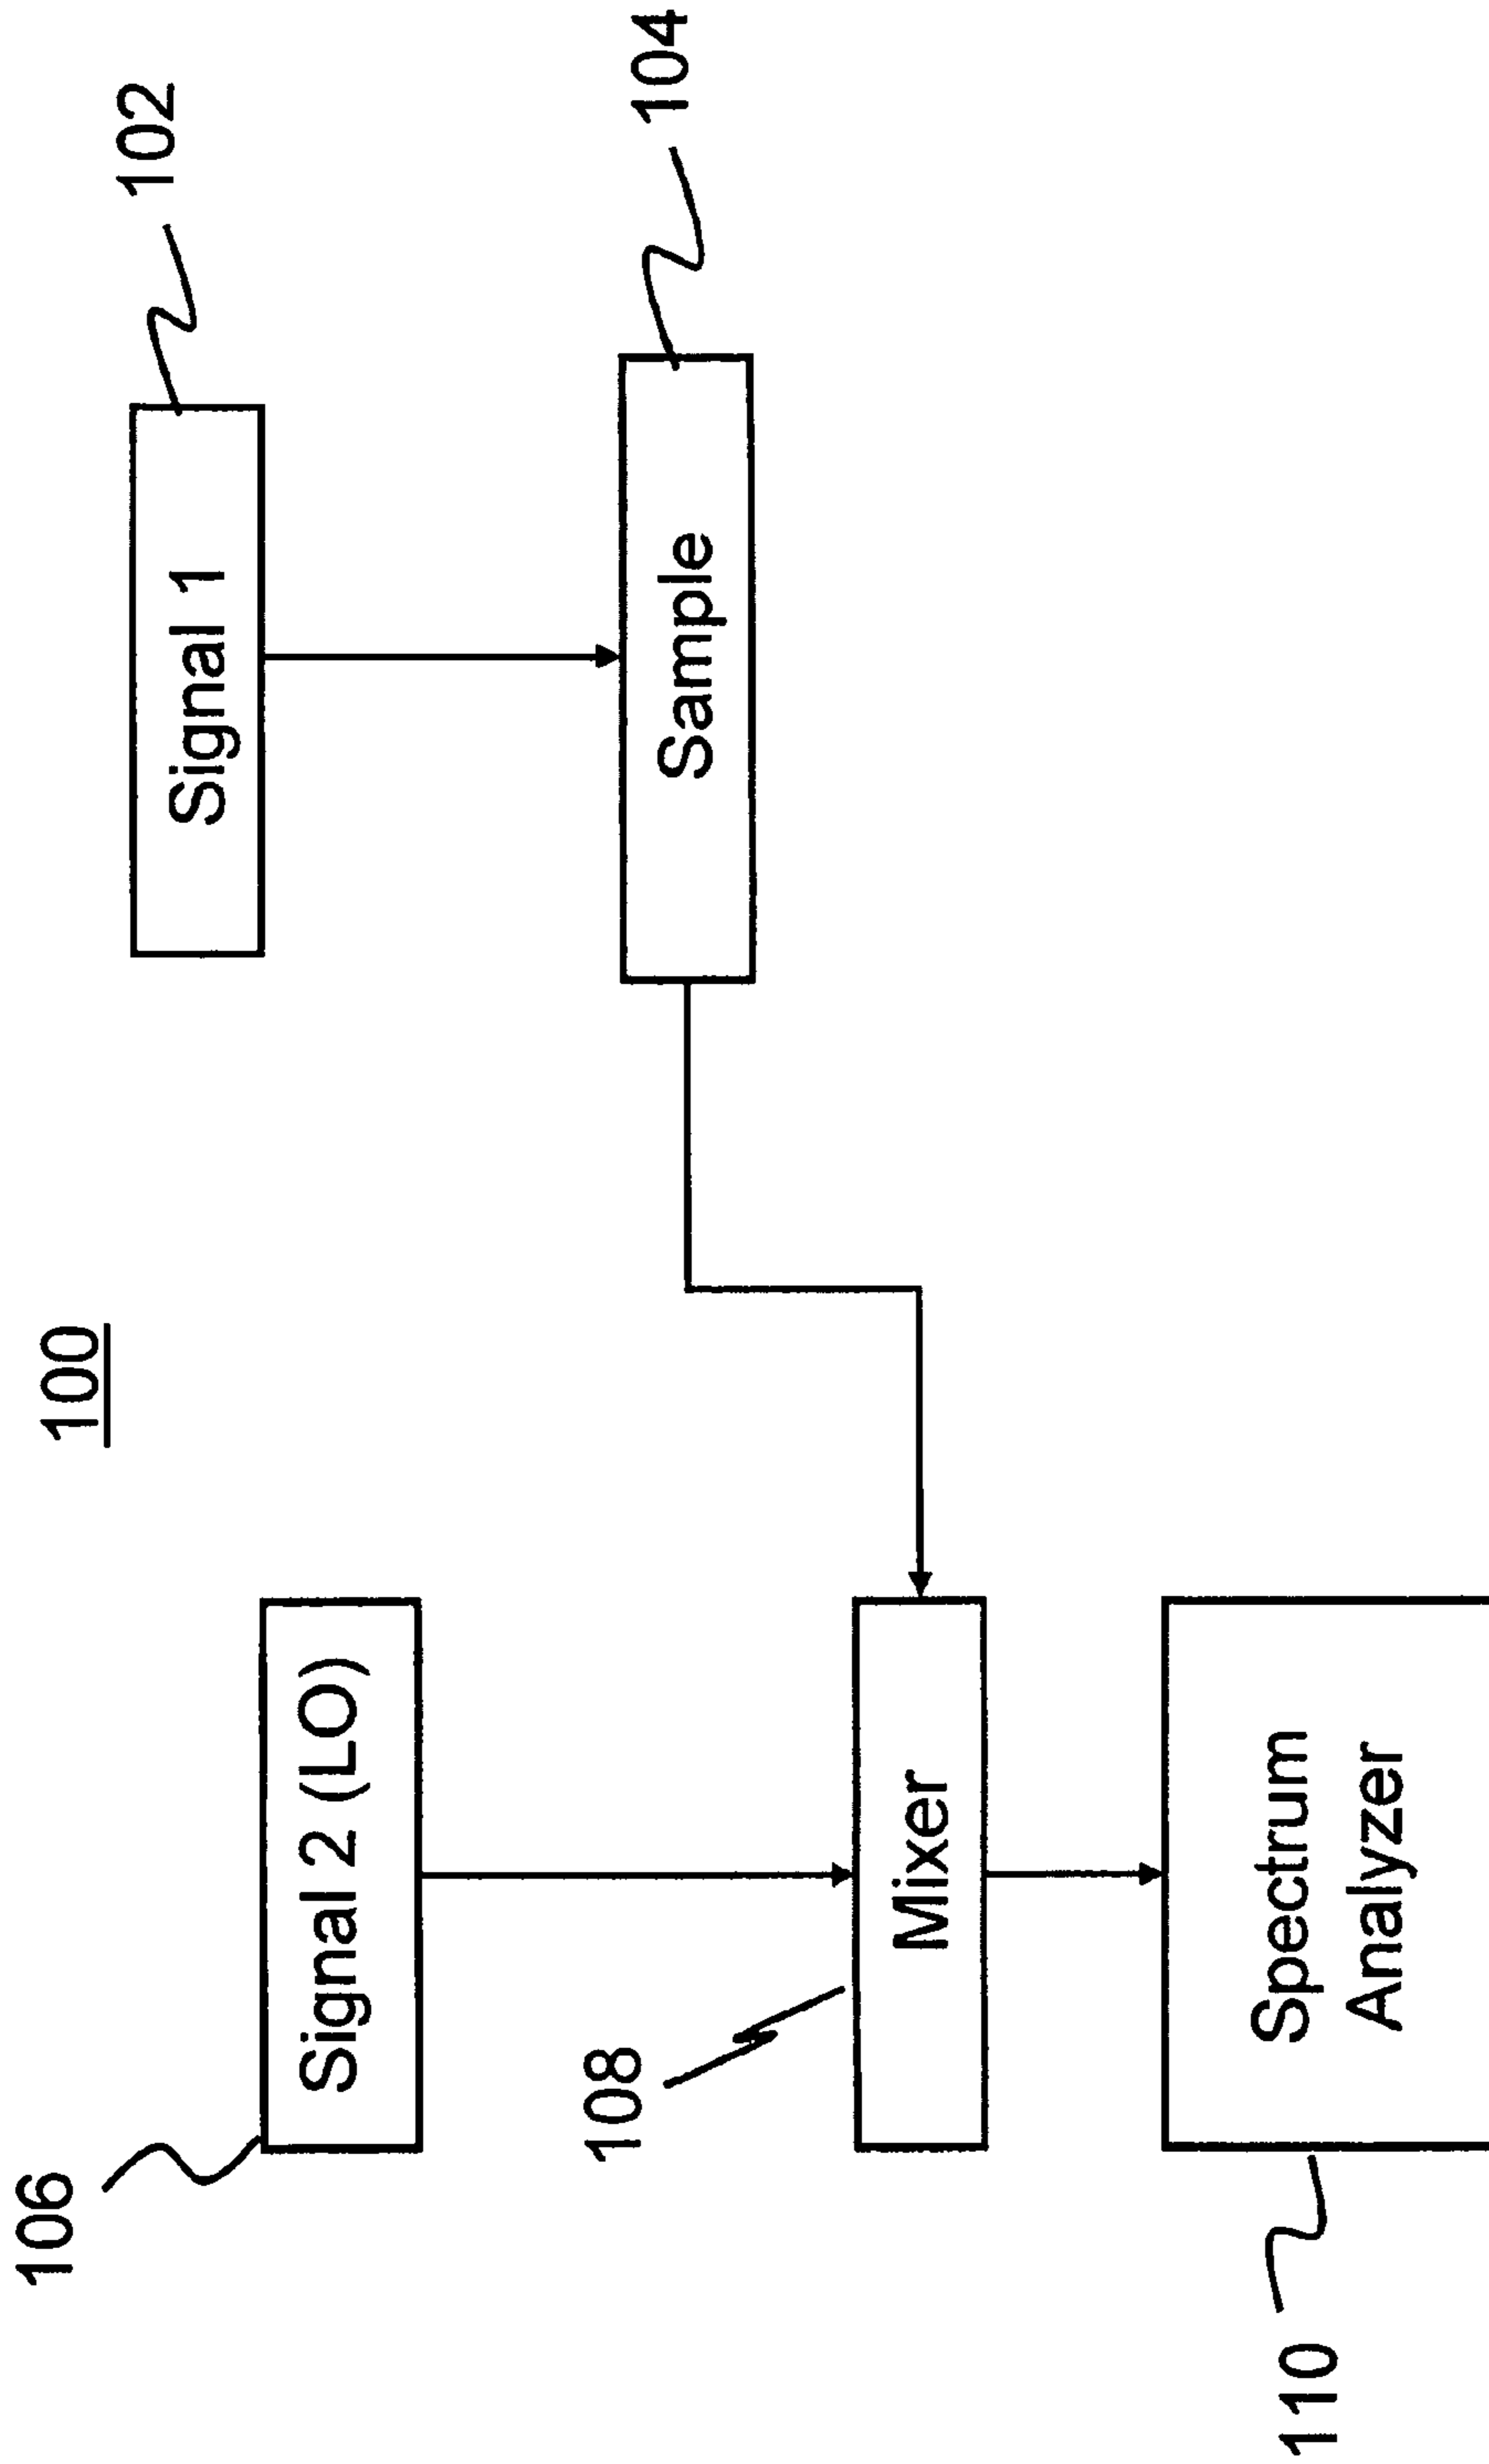 100
106
Signal 2 (LO)
Signal 1
102
108
Sample
104
Mixer
110
Spectrum
Analyzer